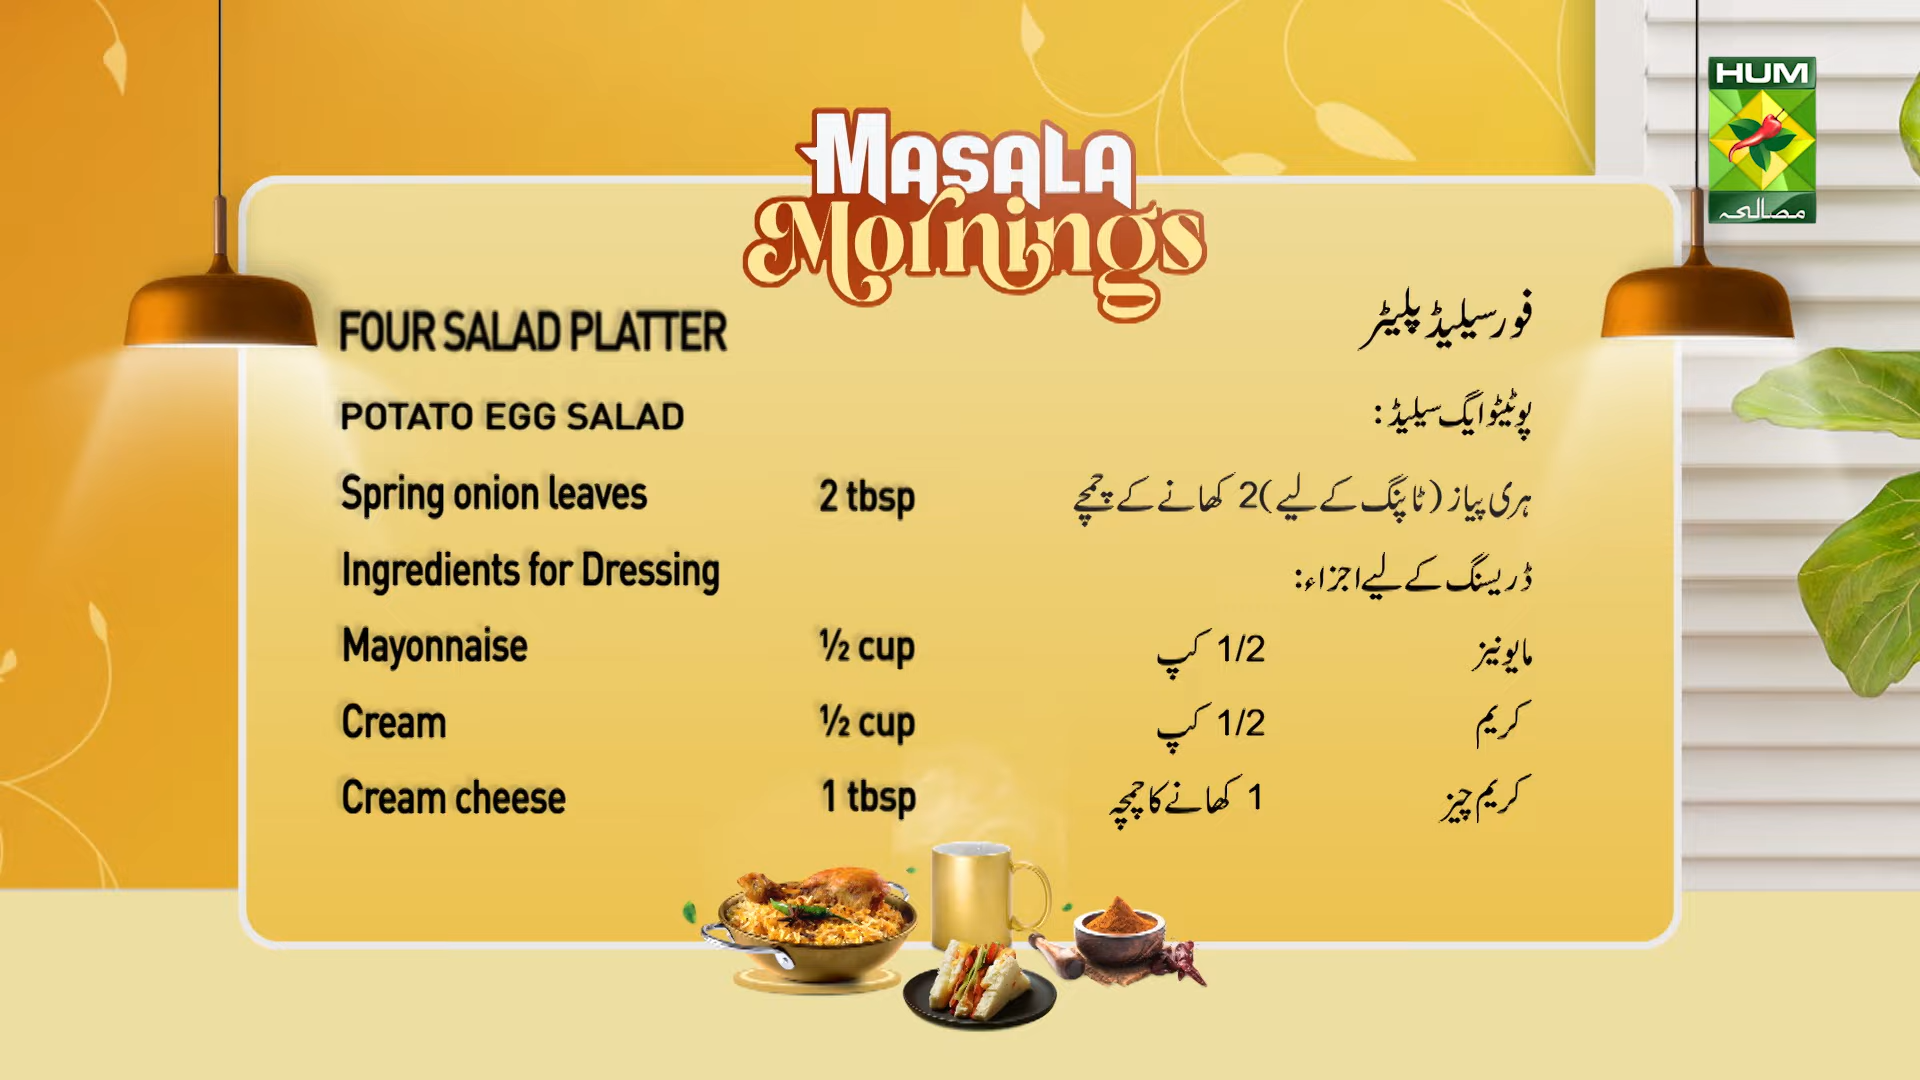 HUM
مصالحہ
MASALA
Mornings
FOUR SALAD PLATTER فور سیلیڈ پلیٹر
POTATO EGG SALAD پوٹیٹو ایگ سیلیڈ:
Spring onion leaves 2 tbsp ہری پیاز (ٹاپنگ کے لیے) 2 کھانے کے چمچے
Ingredients for Dressing ڈریسنگ کے لیے اجزاء:
Mayonnaise ½ cup مایونیز 1/2 کپ
Cream ½ cup کریم 1/2 کپ
Cream cheese 1 tbsp کریم چیز 1 کھانے کا چمچہ